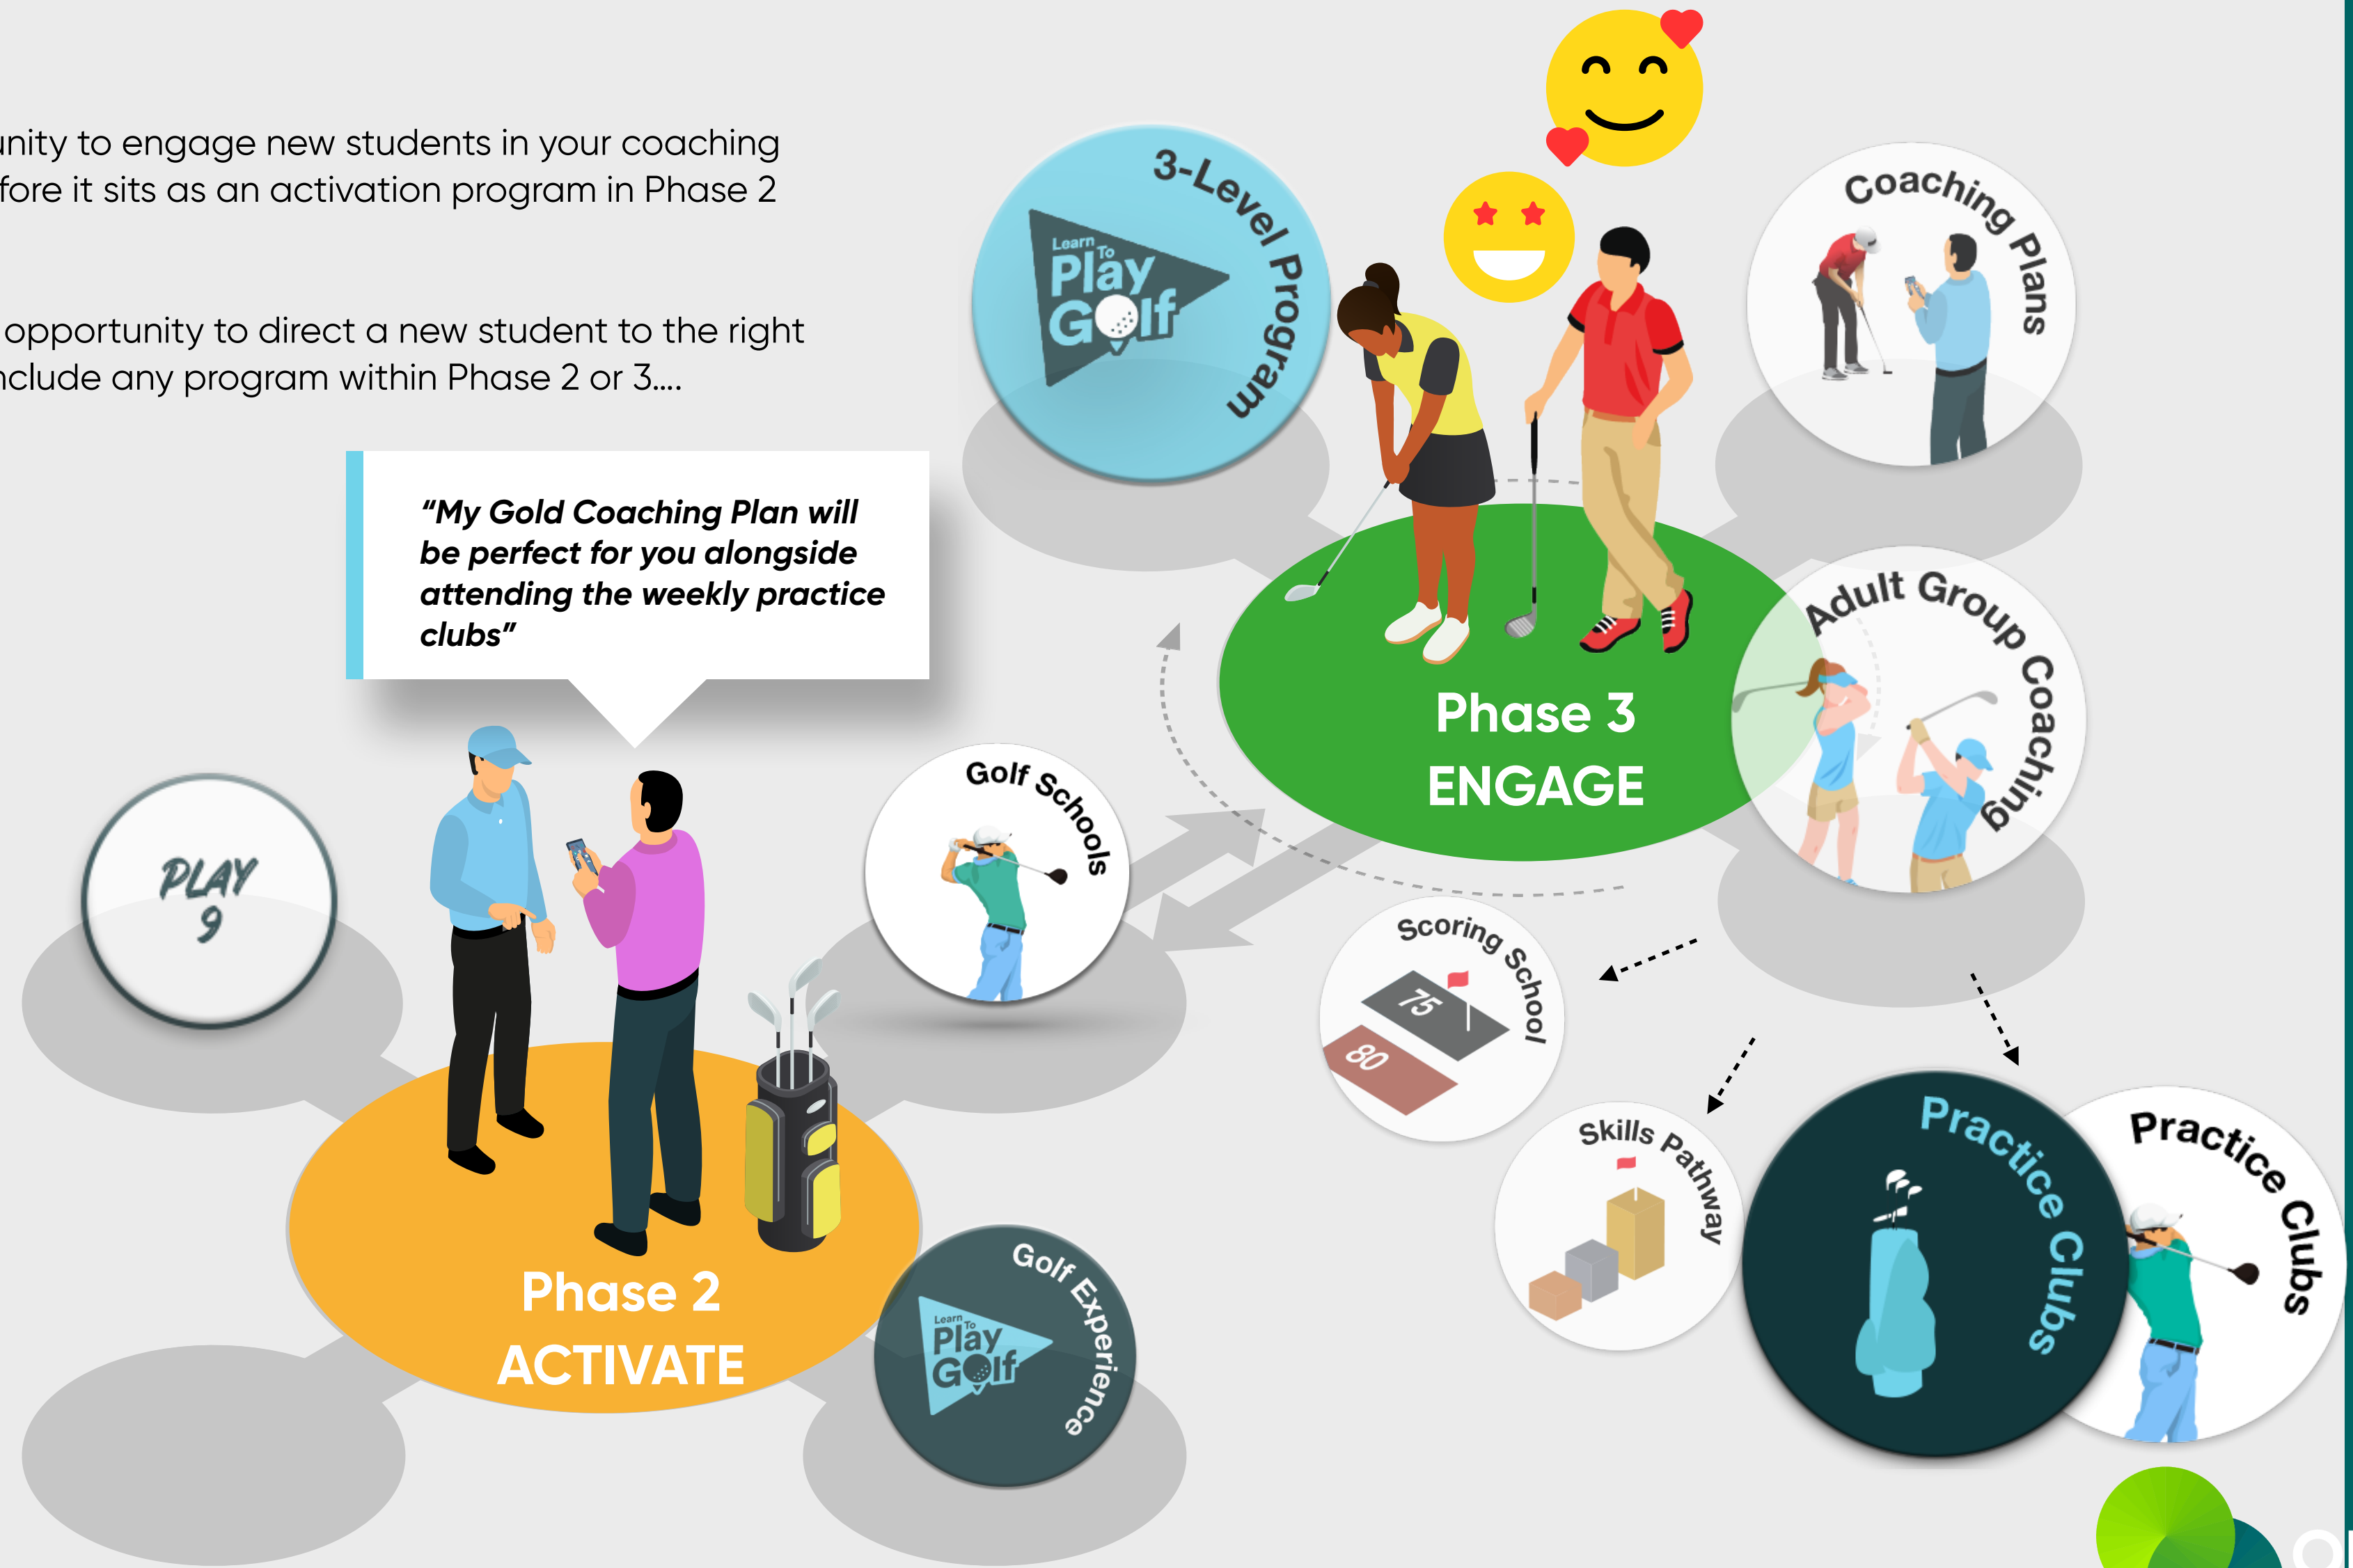 unity to engage new students in your coaching
fore it sits as an activation program in Phase 2
opportunity to direct a new student to the right
nclude any program within Phase 2 or 3....
“My Gold Coaching Plan will
be perfect for you alongside
attending the weekly practice
clubs”
3-Level Program
Learn
To
Play
Golf
Coaching Plans
Adult Group Coaching
Phase 3
ENGAGE
Golf Schools
PLAY
9
Scoring School
75
80
Skills Pathway
Practice Clubs
Practice Clubs
Phase 2
ACTIVATE
Golf Experience
Learn
To
Play
Golf